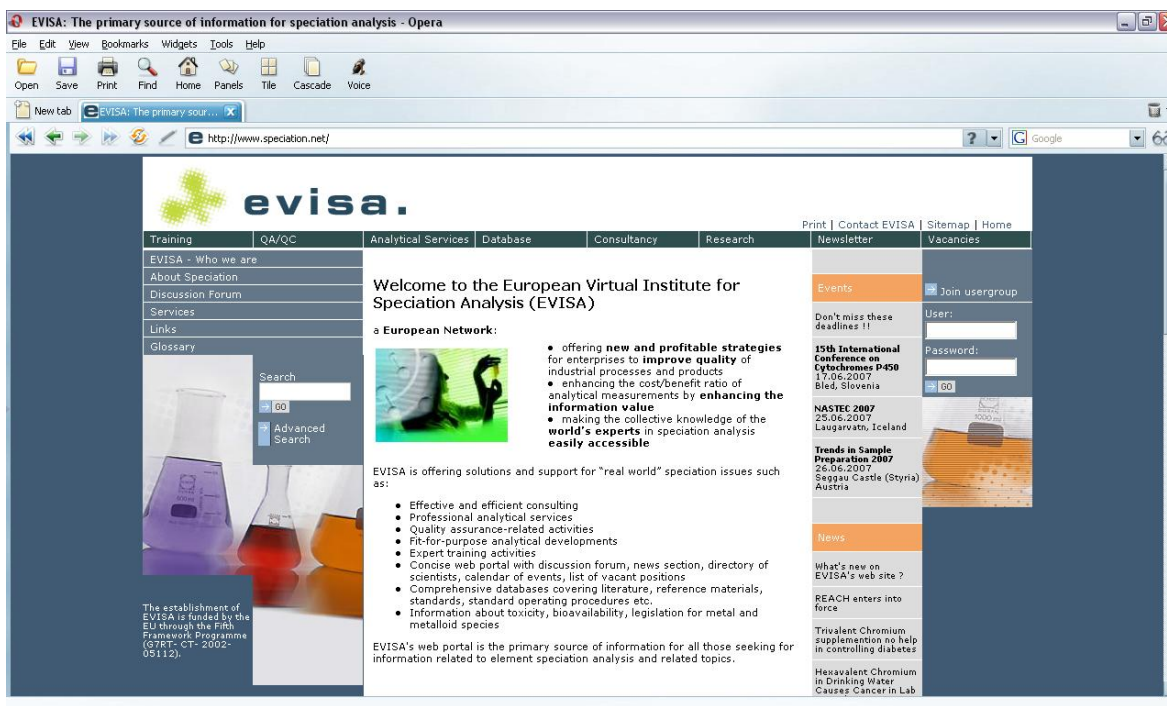 EVISA: The primary source of information for speciation analysis - Opera
File Edit View Bookmarks Widgets Tools Help
Open Save Print Find Home Panels Tile Cascade Voice
New tab EVISA: The primary sour...
http://www.speciation.net/
Google
evisa.
Print | Contact EVISA | Sitemap | Home
Training QA/QC Analytical Services Database Consultancy Research Newsletter Vacancies
EVISA - Who we are
About Speciation
Discussion Forum
Services
Links
Glossary
Search
GO
Advanced
Search
The establishment of
EVISA is funded by the
EU through the Fifth
Framework Programme
(G7RT- CT- 2002-
05112).
Welcome to the European Virtual Institute for
Speciation Analysis (EVISA)
a European Network:
• offering new and profitable strategies
for enterprises to improve quality of
industrial processes and
products
• enhancing the cost/benefit ratio of
analytical measurements by enhancing the
information value
• making the collective knowledge of the
world's experts in speciation analysis
easily accessible
EVISA is offering solutions and support for "real world" speciation issues such
as:
• Effective and efficient consulting
• Professional analytical services
• Quality assurance-related activities
• Fit-for-purpose analytical developments
• Expert training activities
• Concise web portal with discussion forum, news section, directory of
scientists, calendar of events, list of vacant positions
• Comprehensive databases covering literature, reference materials,
standards, standard operating procedures etc.
• Information about toxicity, bioavailability, legislation for metal and
metalloid species
EVISA's web portal is the primary source of information for all those seeking for
information related to element speciation analysis and related topics.
Events
Don't miss these
deadlines !!
15th International
Conference on
Cytochromes P450
17.06.2007
Bled, Slovenia
NASTEC 2007
25.06.2007
Laugarvatn, Iceland
Trends in Sample
Preparation 2007
26.06.2007
Seggau Castle (Styria)
Austria
News
What's new on
EVISA's web site ?
REACH enters into
force
Trivalent Chromium
supplemention no help
in controlling diabetes
Hexavalent Chromium
in Drinking Water
Causes Cancer in Lab
Join usergroup
User:
Password:
GO